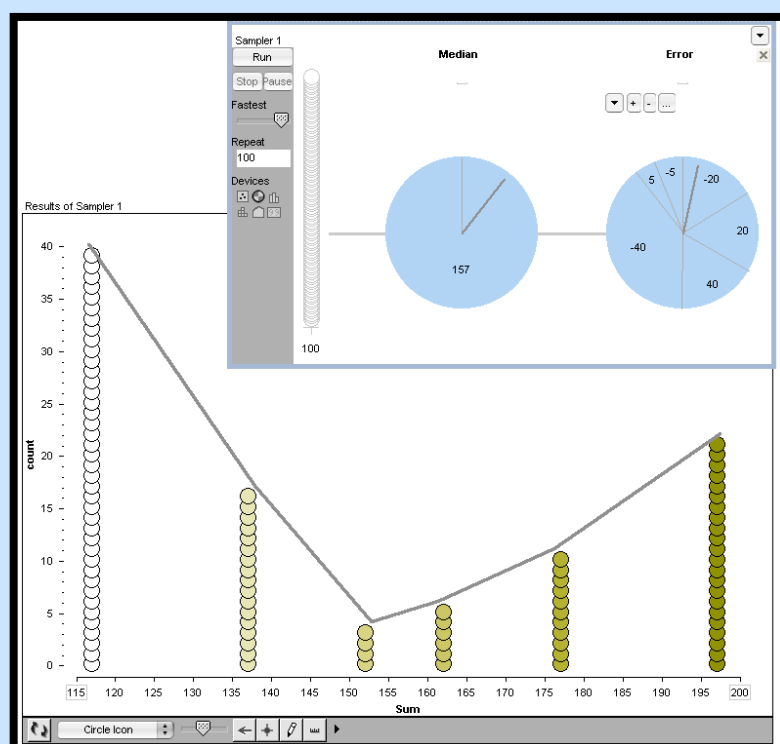 Sampler 1
Run
Stop Pause
Fastest
Repeat
100
Devices
100
Median
157
Error
+ - ...
5 -5 -20
-40 20
40
Results of Sampler 1
40
35
30
25
20
15
10
5
0
count
115 120 125 130 135 140 145 150 155 160 165 170 175 180 185 190 195 200
Sum
Circle Icon